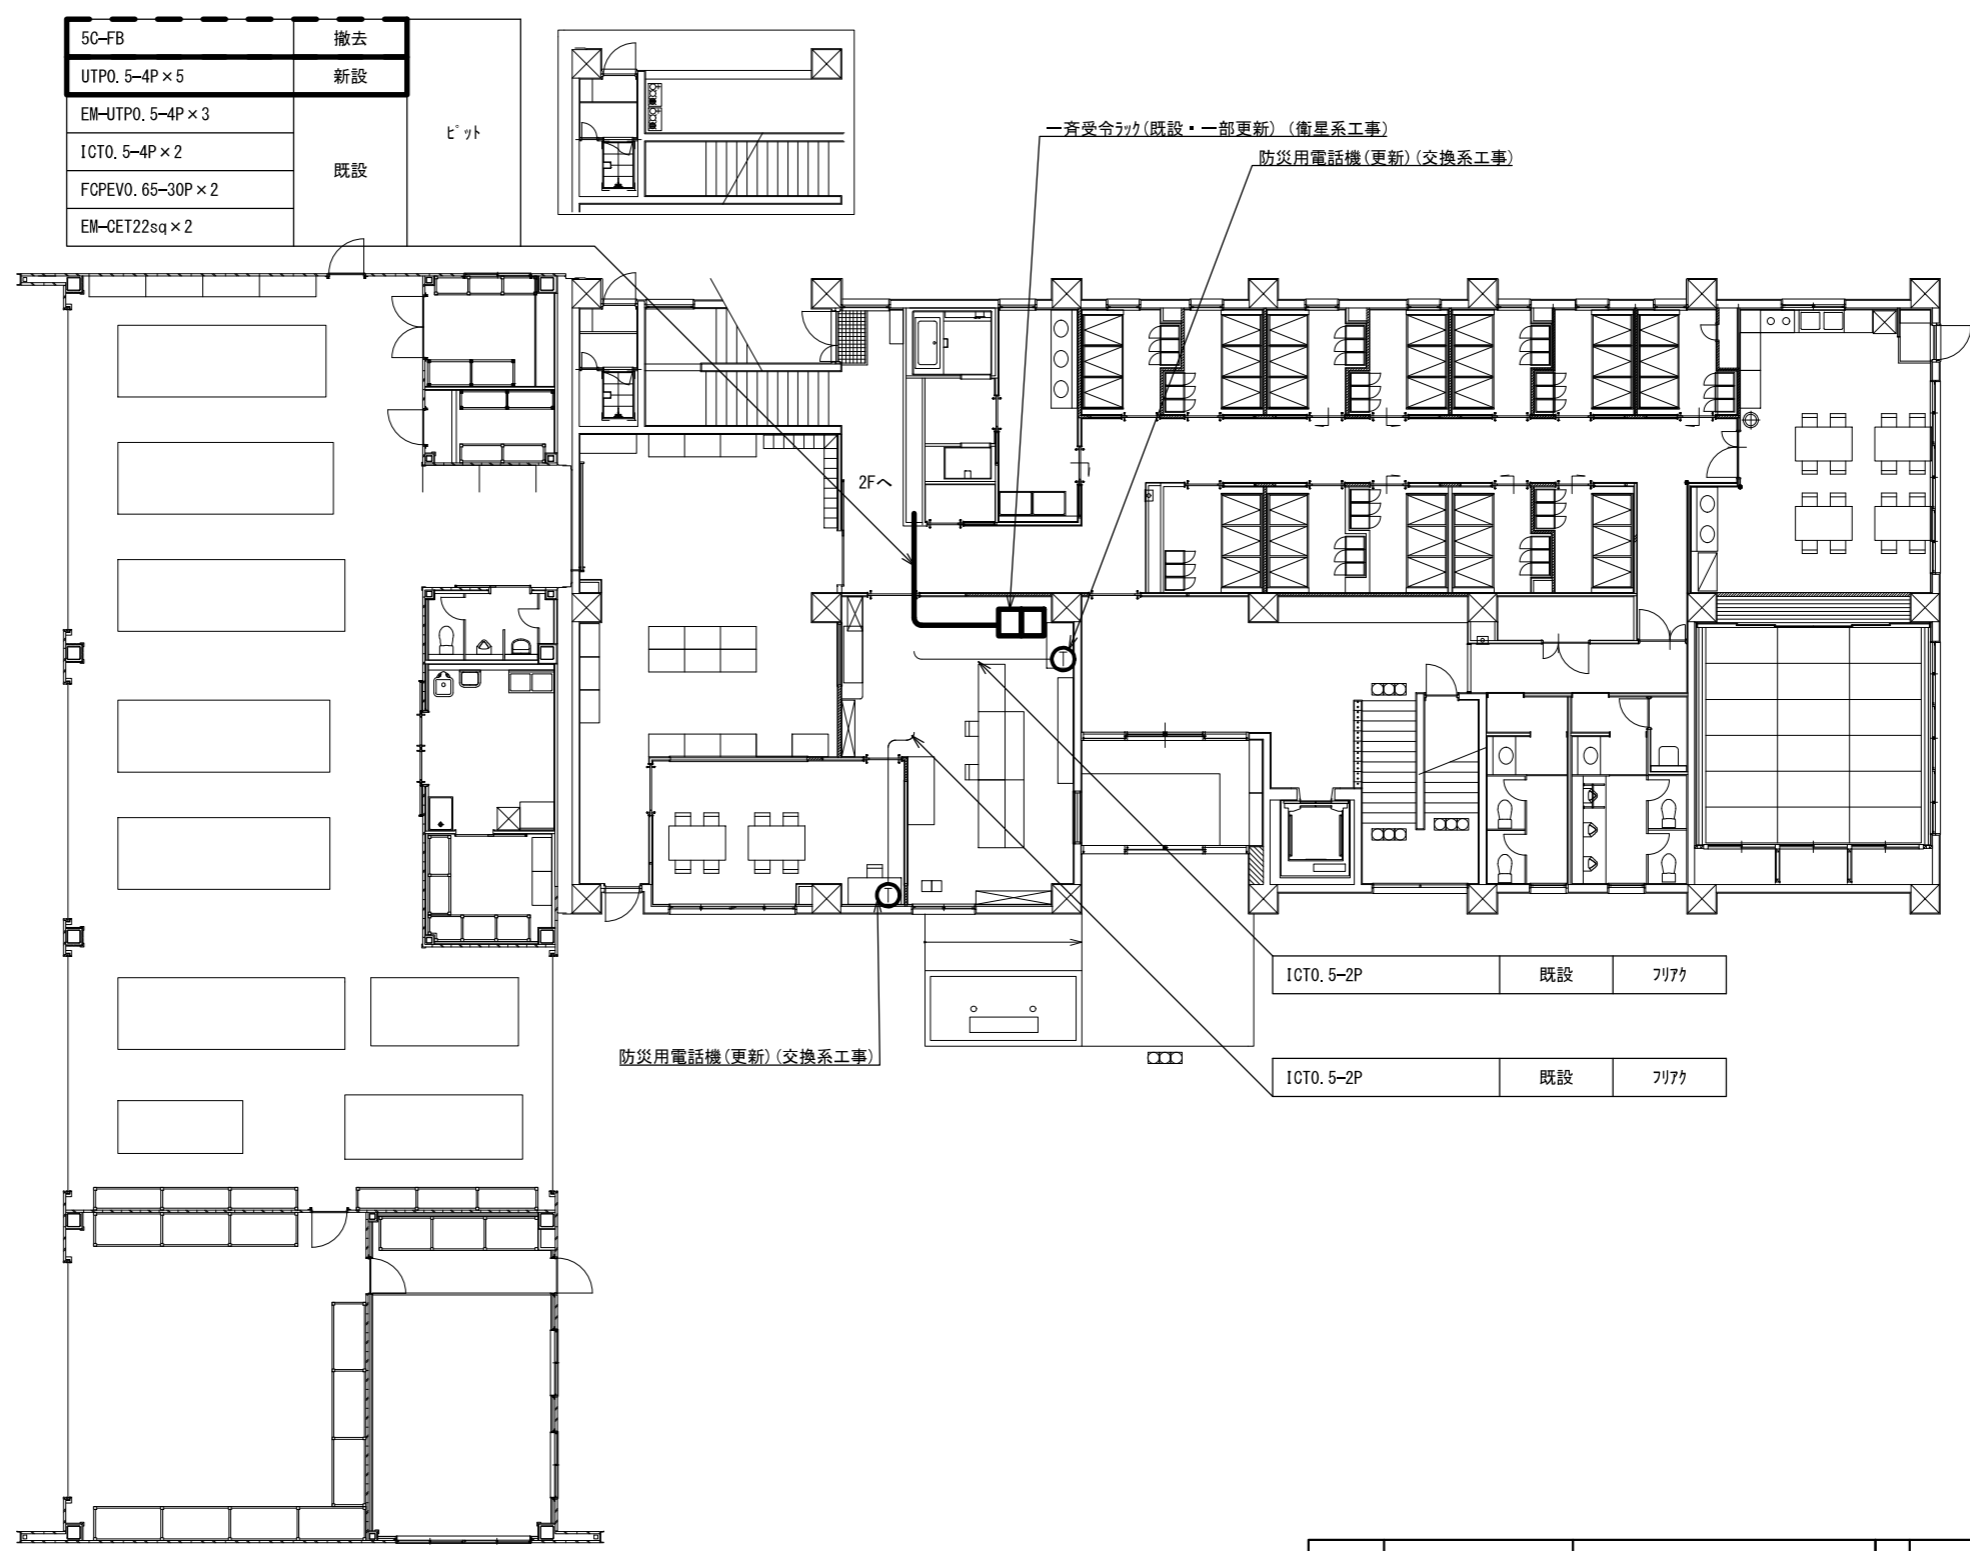 5C-FB 撤去
UTP0.5-4P×5 新設
EM-UTP0.5-4P×3
ICT0.5-4P×2
FCPEV0.65-30P×2
EM-CET22sq×2
既設
ﾋﾟｯﾄ
一斉受令ﾗｯｸ(既設・一部更新)(衛星系工事)
防災用電話機(更新)(交換系工事)
2Fへ
T
T
ICT0.5-2P 既設 ﾌﾘｱｸ
防災用電話機(更新)(交換系工事)
ICT0.5-2P 既設 ﾌﾘｱｸ